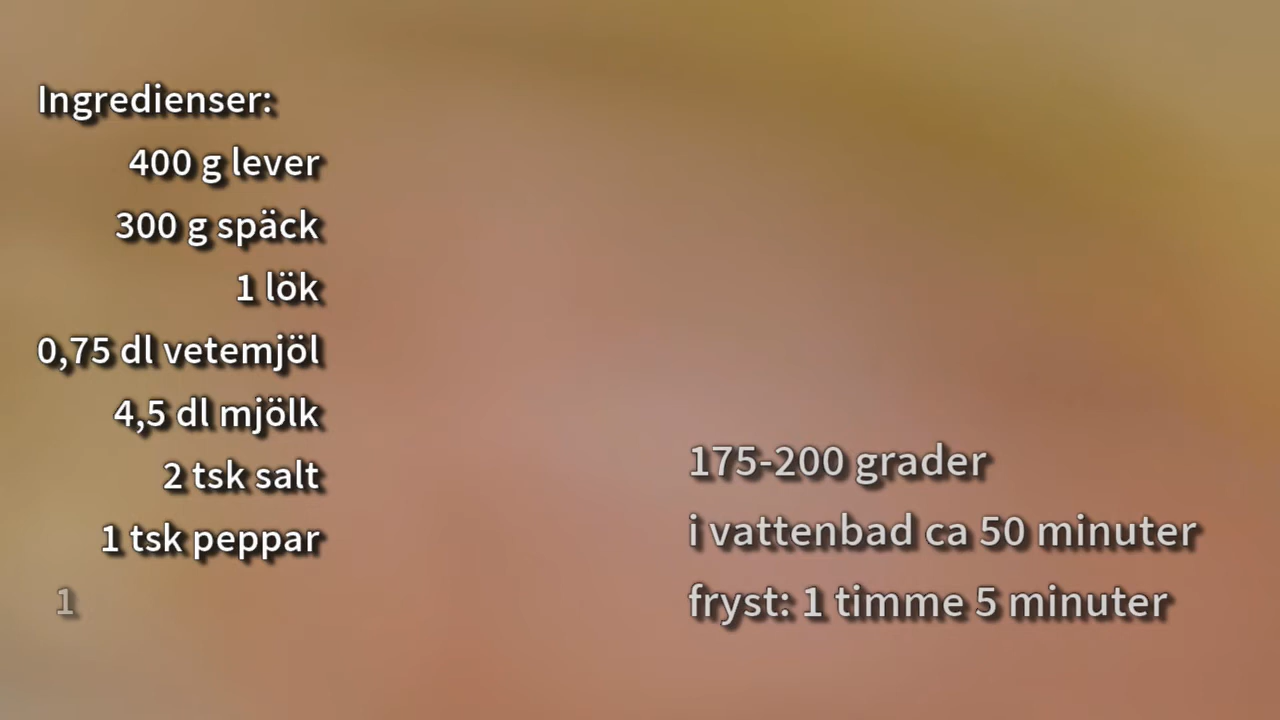 Ingredienser:
400 g lever
300 g späck
1 lök
0,75 dl vetemjöl
4,5 dl mjölk
2 tsk salt
1 tsk peppar
1
175-200 grader
i vattenbad ca 50 minuter
fryst: 1 timme 5 minuter